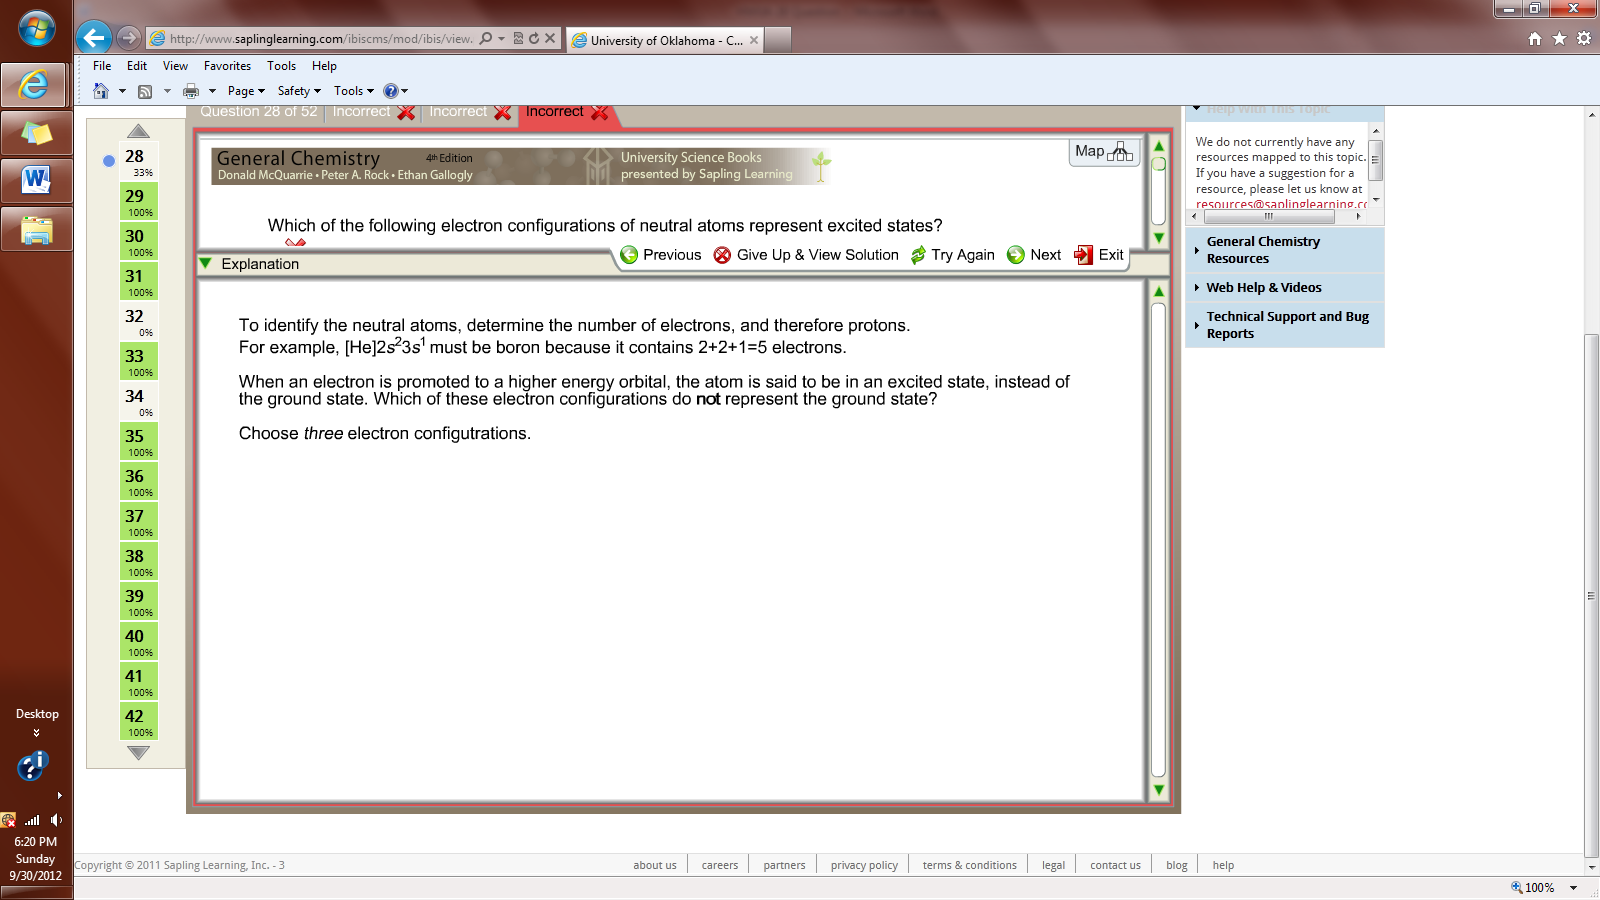 http://www.saplinglearning.com/ibiscms/mod/ibis/view.
University of Oklahoma - C...
File Edit View Favorites Tools Help
Page Safety Tools
Question 28 of 52 Incorrect Incorrect Incorrect
28
33%
29
100%
30
100%
31
100%
32
0%
33
100%
34
0%
35
100%
36
100%
37
100%
38
100%
39
100%
40
100%
41
100%
42
100%
General Chemistry 4th Edition
Donald McQuarrie • Peter A. Rock • Ethan Gallogly
University Science Books
presented by Sapling Learning
Map
Which of the following electron configurations of neutral atoms represent excited states?
Previous Give Up & View Solution Try Again Next Exit
Explanation
To identify the neutral atoms, determine the number of electrons, and therefore protons.
For example, [He]2s²3s¹ must be boron because it contains 2+2+1=5 electrons.
When an electron is promoted to a higher energy orbital, the atom is said to be in an excited state, instead of
the ground state. Which of these electron configurations do not represent the ground state?
Choose three electron configutrations.
Help With This Topic
We do not currently have any
resources mapped to this topic.
If you have a suggestion for a
resource, please let us know at
resources@saplinglearning.cc
General Chemistry
Resources
Web Help & Videos
Technical Support and Bug
Reports
Desktop
6:20 PM
Sunday
9/30/2012
Copyright © 2011 Sapling Learning, Inc. - 3
about us careers partners privacy policy terms & conditions legal contact us blog help
100%